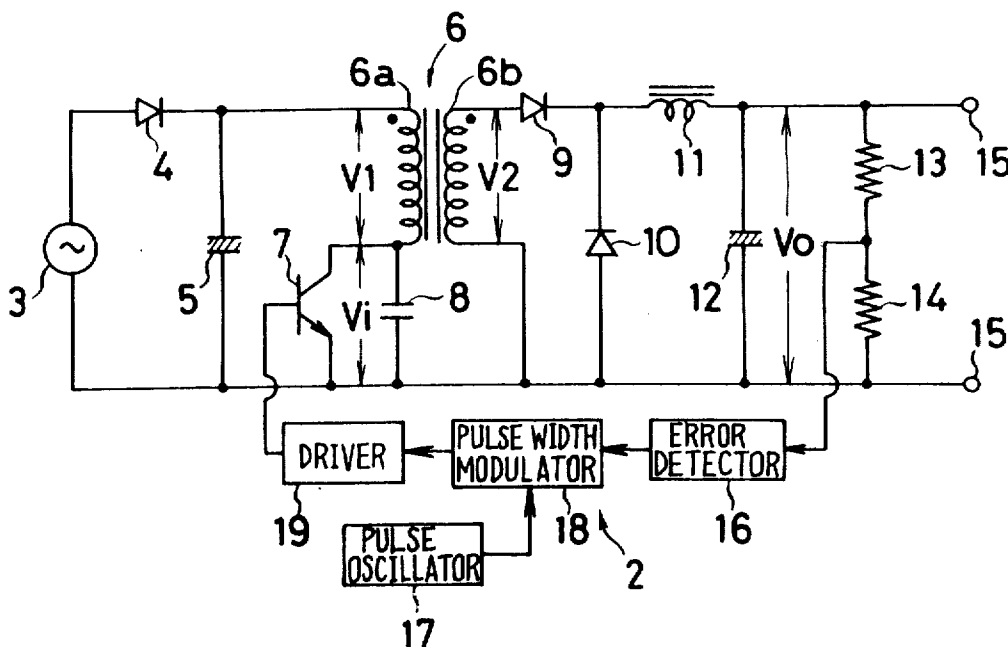 6
6a
6b
4
9
11
15
V1
V2
13
3
5
7
Vi
8
10
12
Vo
14
15
DRIVER
PULSE WIDTH
MODULATOR
ERROR
DETECTOR
19
18
16
PULSE
OSCILLATOR
2
17